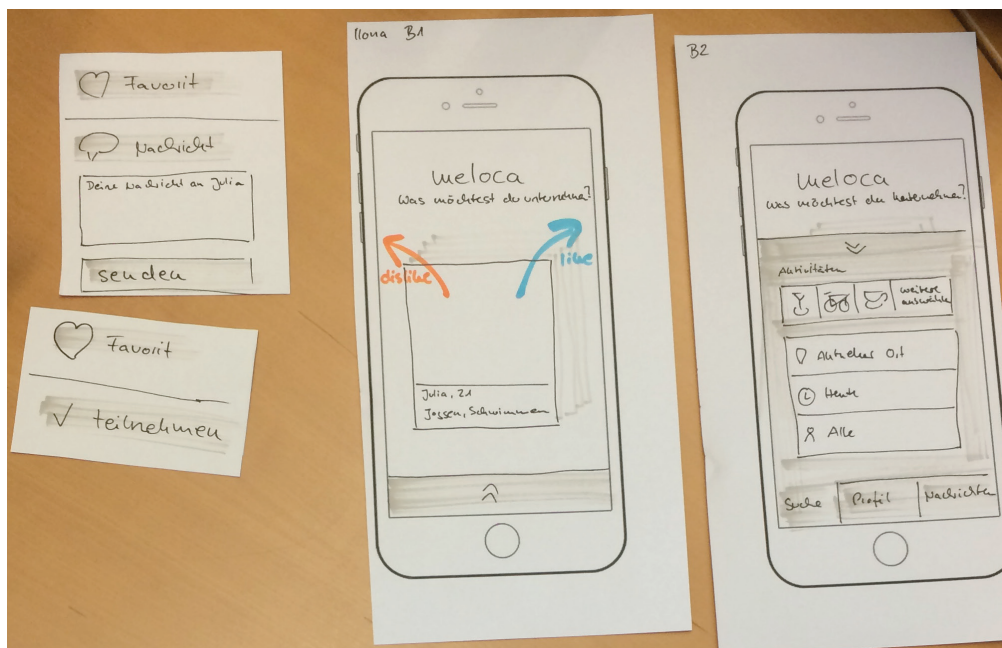 Favorit
Nachricht
Deine Nachricht an Julia
senden
Favorit
teilnehmen
Ilona B1
meloca
Was möchtest du unternehmen?
dislike
like
Julia, 21
Joggen, Schwimmen
B2
meloca
Was möchtest du unternehmen?
Aktivitäten
weitere
auswählen
Aktueller Ort
Heute
Alle
Suche
Profil
Nachrichten